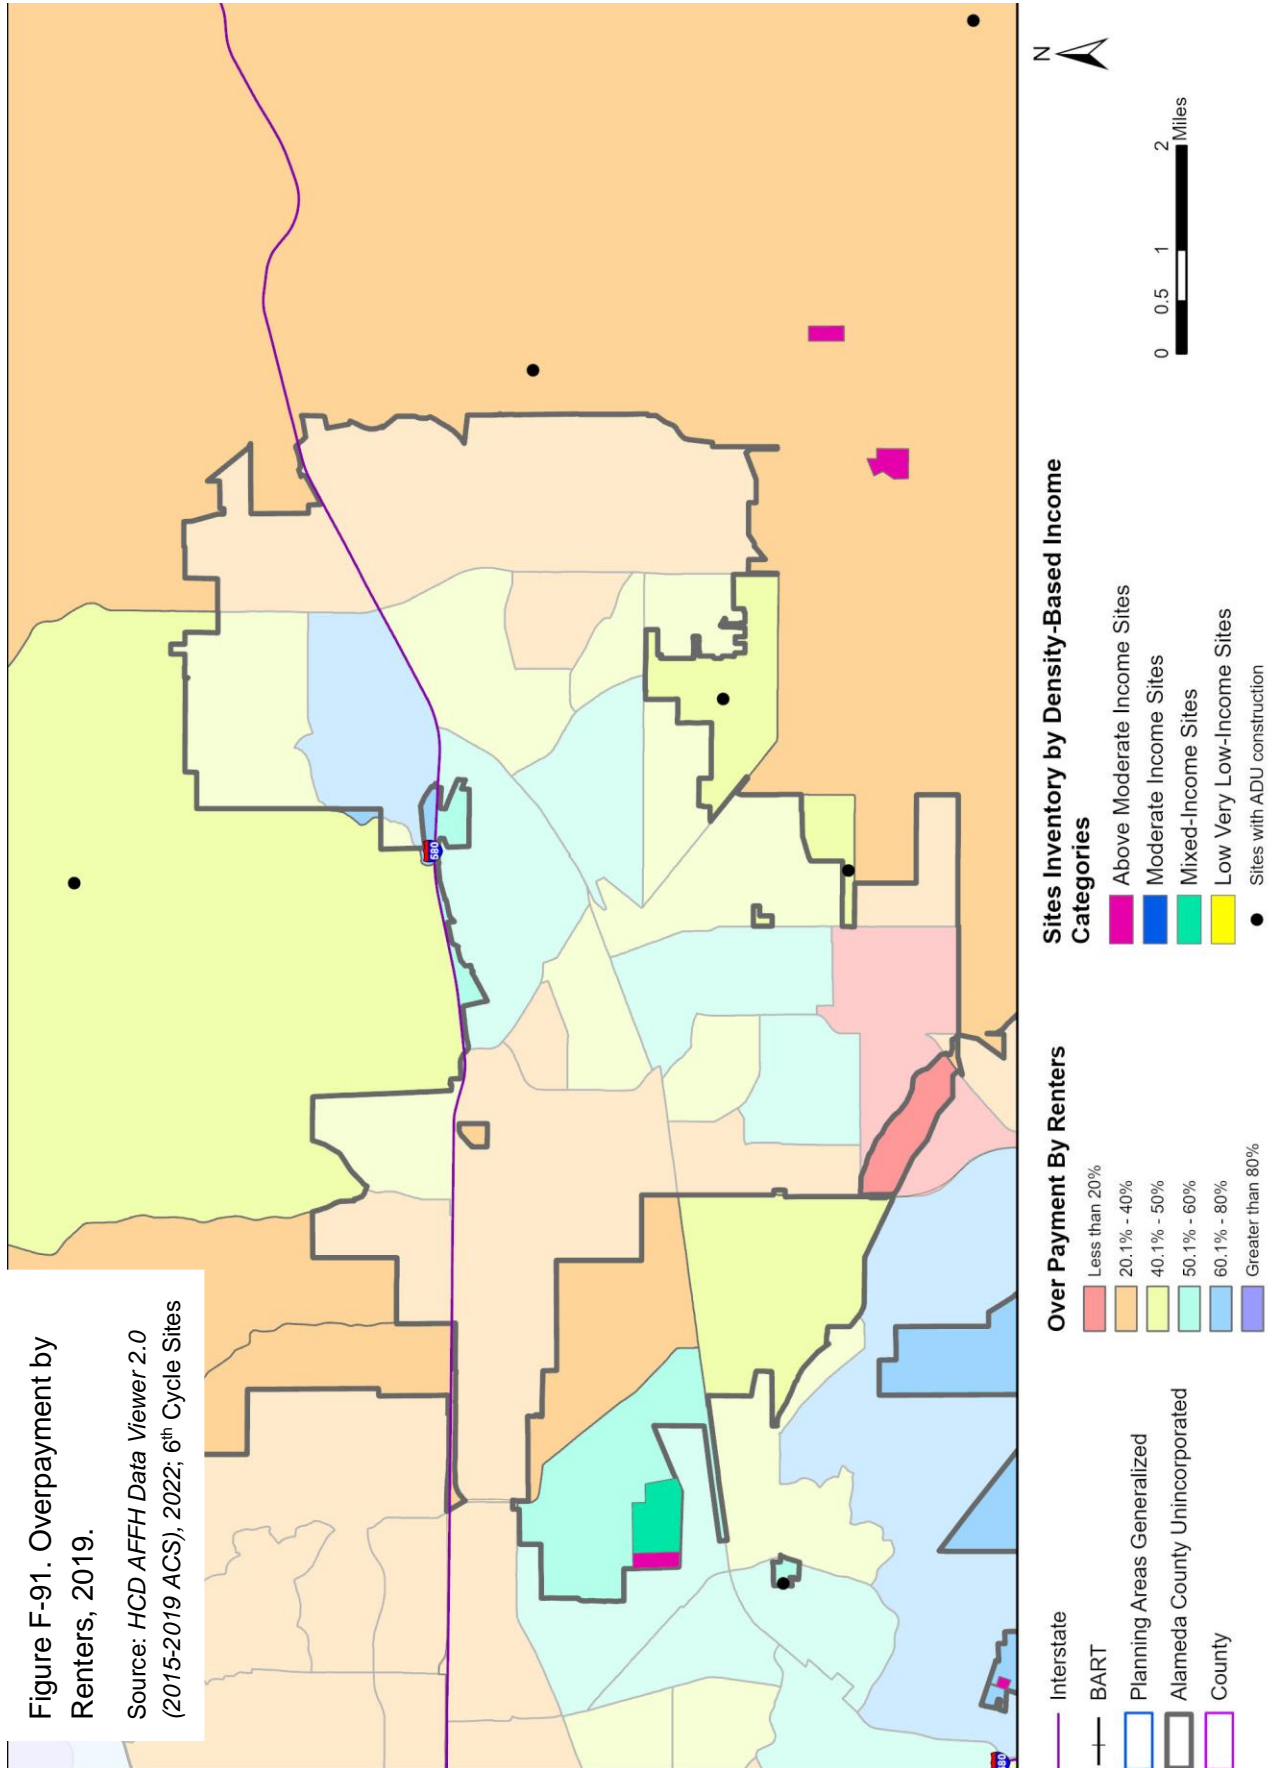 Figure F-91. Overpayment by
Renters, 2019.
Source: HCD AFFH Data Viewer 2.0
(2015-2019 ACS), 2022; 6th Cycle Sites
680
680
Interstate
BART
Planning Areas Generalized
Alameda County Unincorporated
County
Over Payment By Renters
Less than 20%
20.1% - 40%
40.1% - 50%
50.1% - 60%
60.1% - 80%
Greater than 80%
Sites Inventory by Density-Based Income
Categories
Above Moderate Income Sites
Moderate Income Sites
Mixed-Income Sites
Low Very Low-Income Sites
Sites with ADU construction
0 0.5 1 2
Miles
N